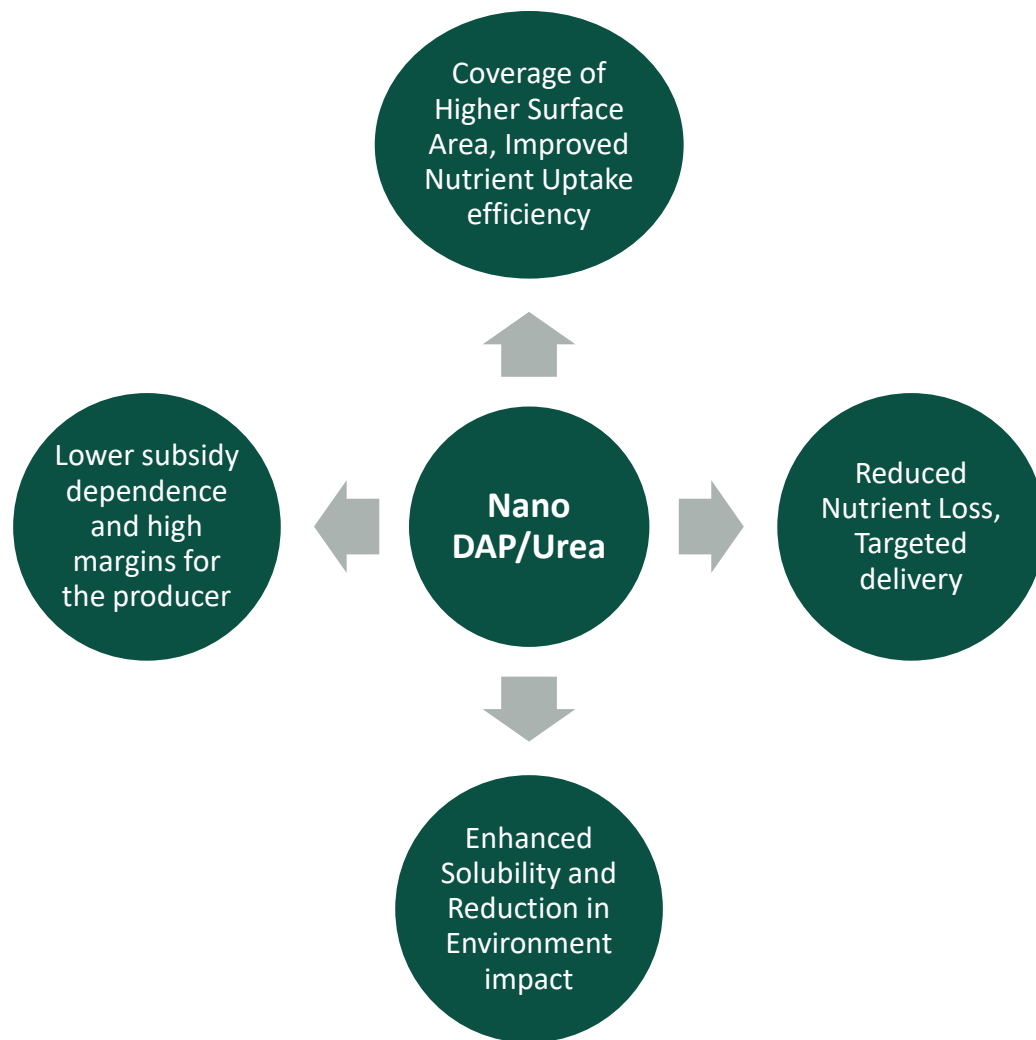 Coverage of
Higher Surface
Area, Improved
Nutrient Uptake
efficiency
Lower subsidy
dependence
and high
margins for
the producer
Nano
DAP/Urea
Reduced
Nutrient Loss,
Targeted
delivery
Enhanced
Solubility and
Reduction in
Environment
impact